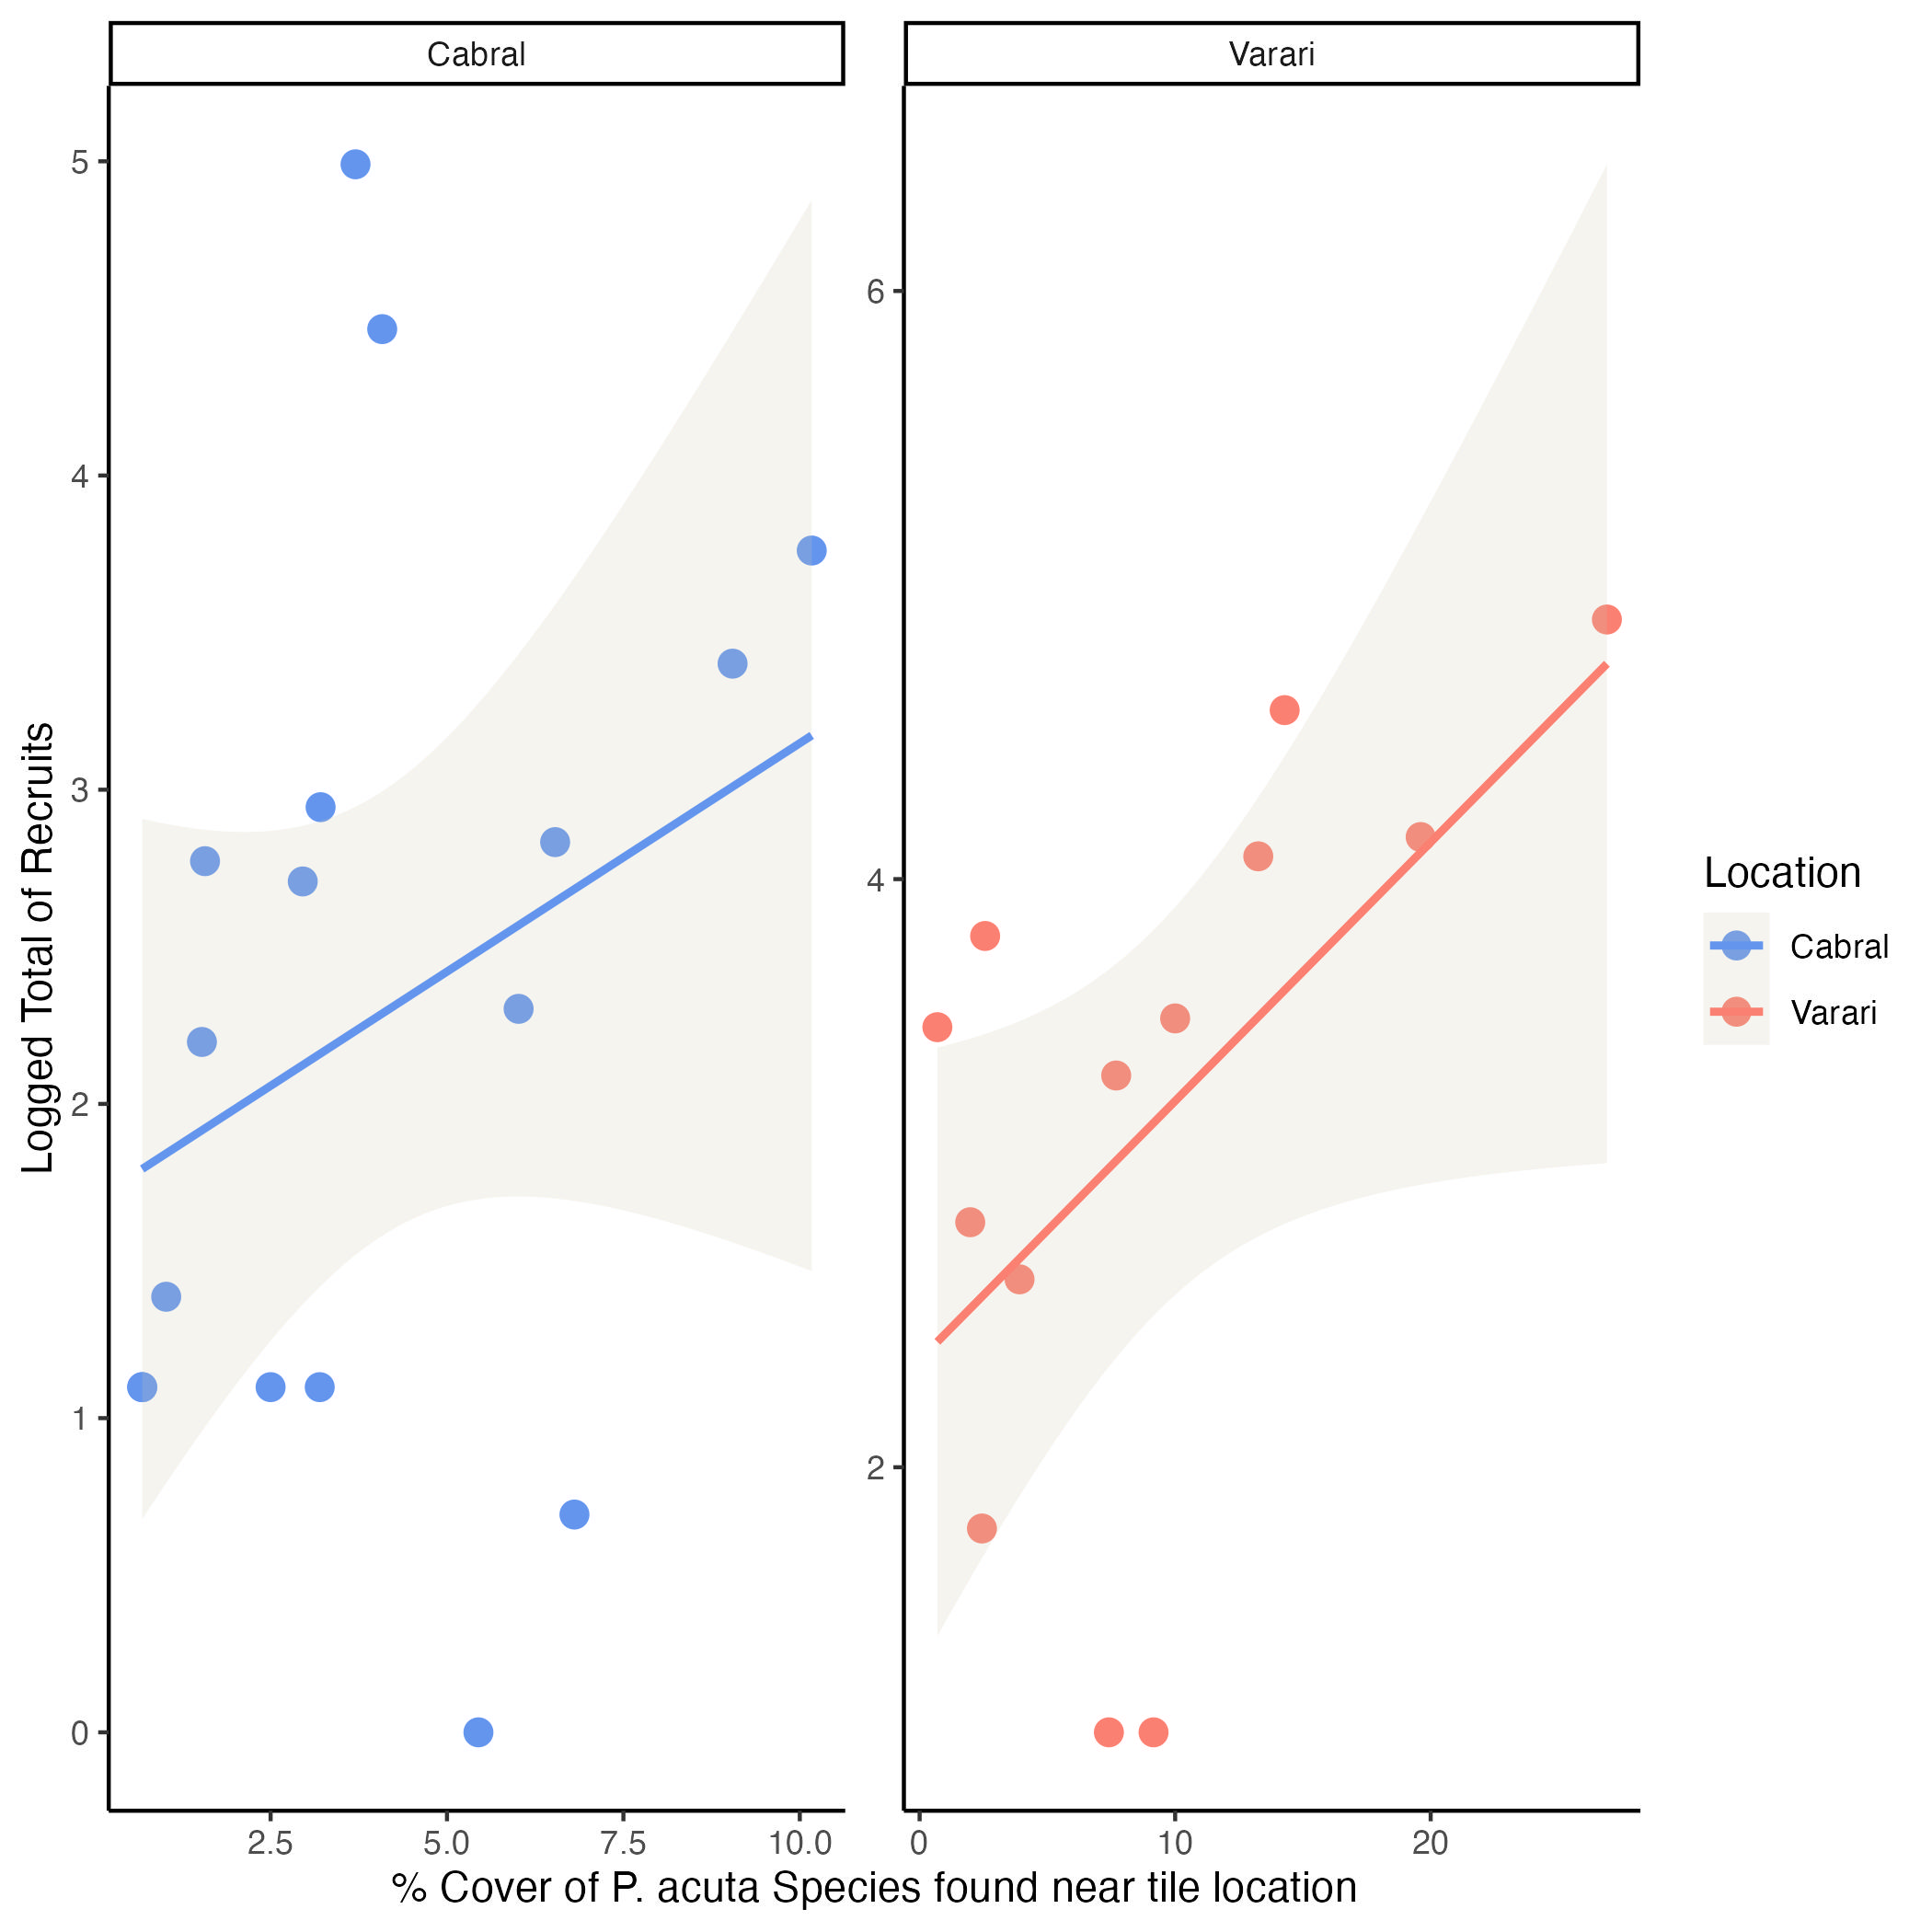 Cabral
Varari
Logged Total of Recruits
5
4
3
2
1
0
6
4
2
2.5 5.0 7.5 10.0
0 10 20
% Cover of P. acuta Species found near tile location
Location
Cabral
Varari